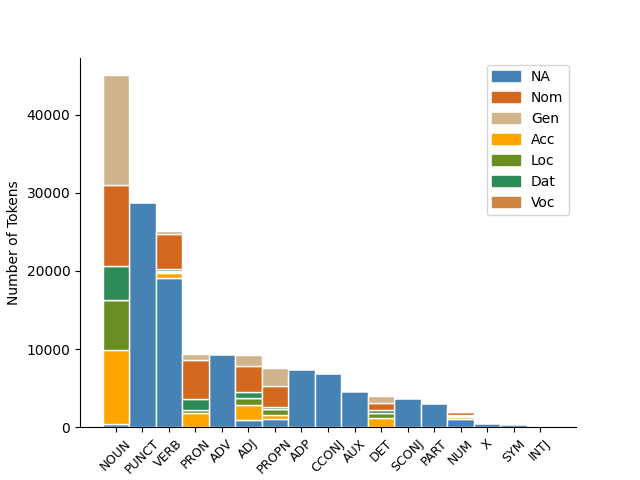 NA
Nom
Gen
Acc
Loc
Dat
Voc
Number of Tokens
40000
30000
20000
10000
0
NOUN
PUNCT
VERB
PRON
ADV
ADJ
PROPN
ADP
CCONJ
AUX
DET
SCONJ
PART
NUM
X
SYM
INTJ